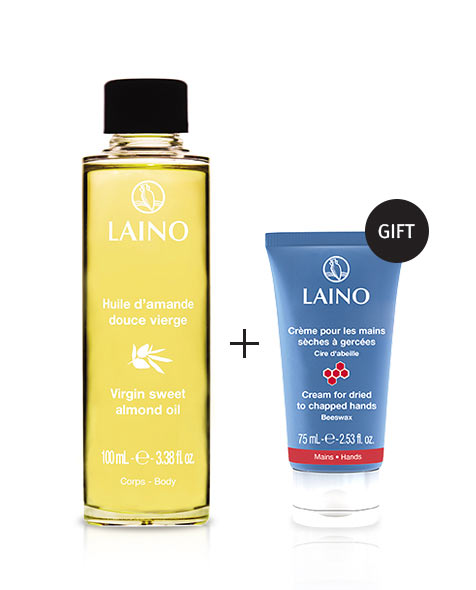 LAINO
Huile d'amande
douce vierge
Virgin sweet
almond oil
100 mL - ℮ - 3.38 fl. oz.
Corps - Body
+
GIFT
LAINO
Crème pour les mains
sèches à gercées
Cire d'abeille
Cream for dried
to chapped hands
Beeswax
75 mL - ℮ - 2.53 fl. oz.
Mains • Hands